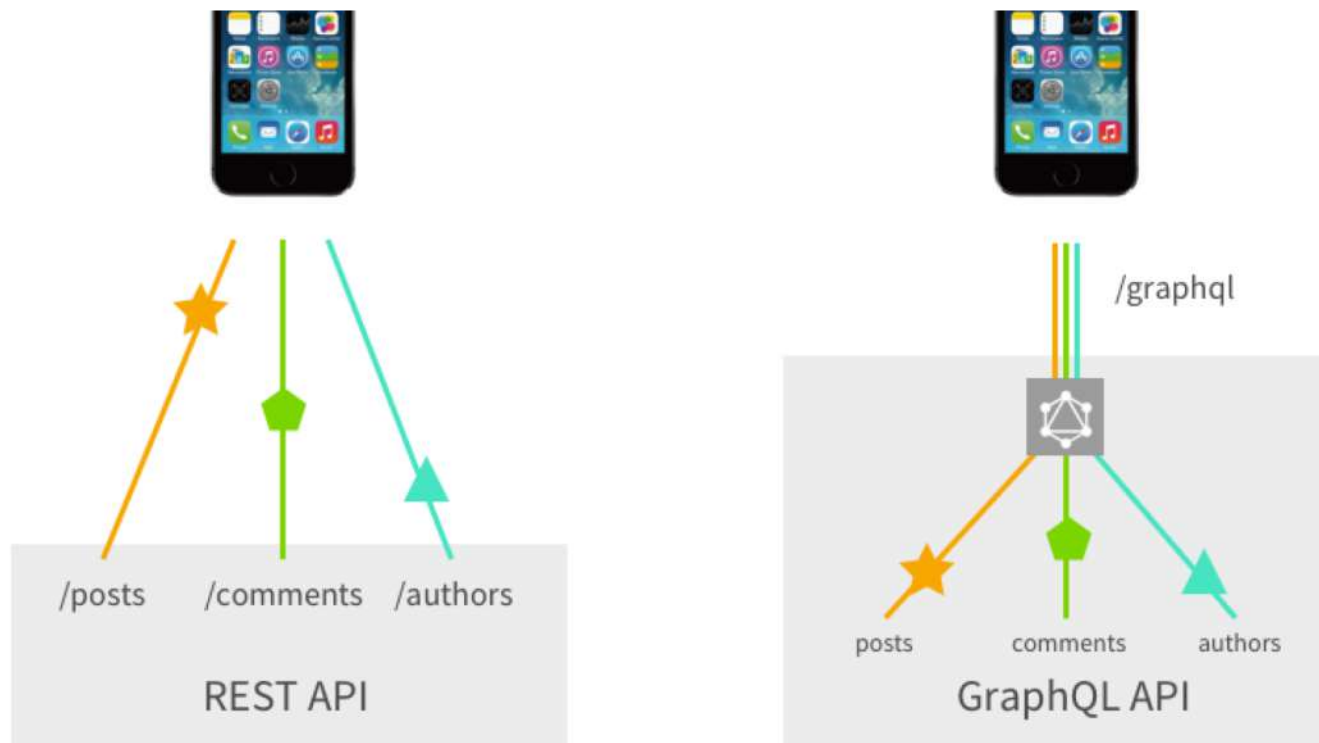 /graphql
/posts
/comments
/authors
REST API
posts
comments
authors
GraphQL API